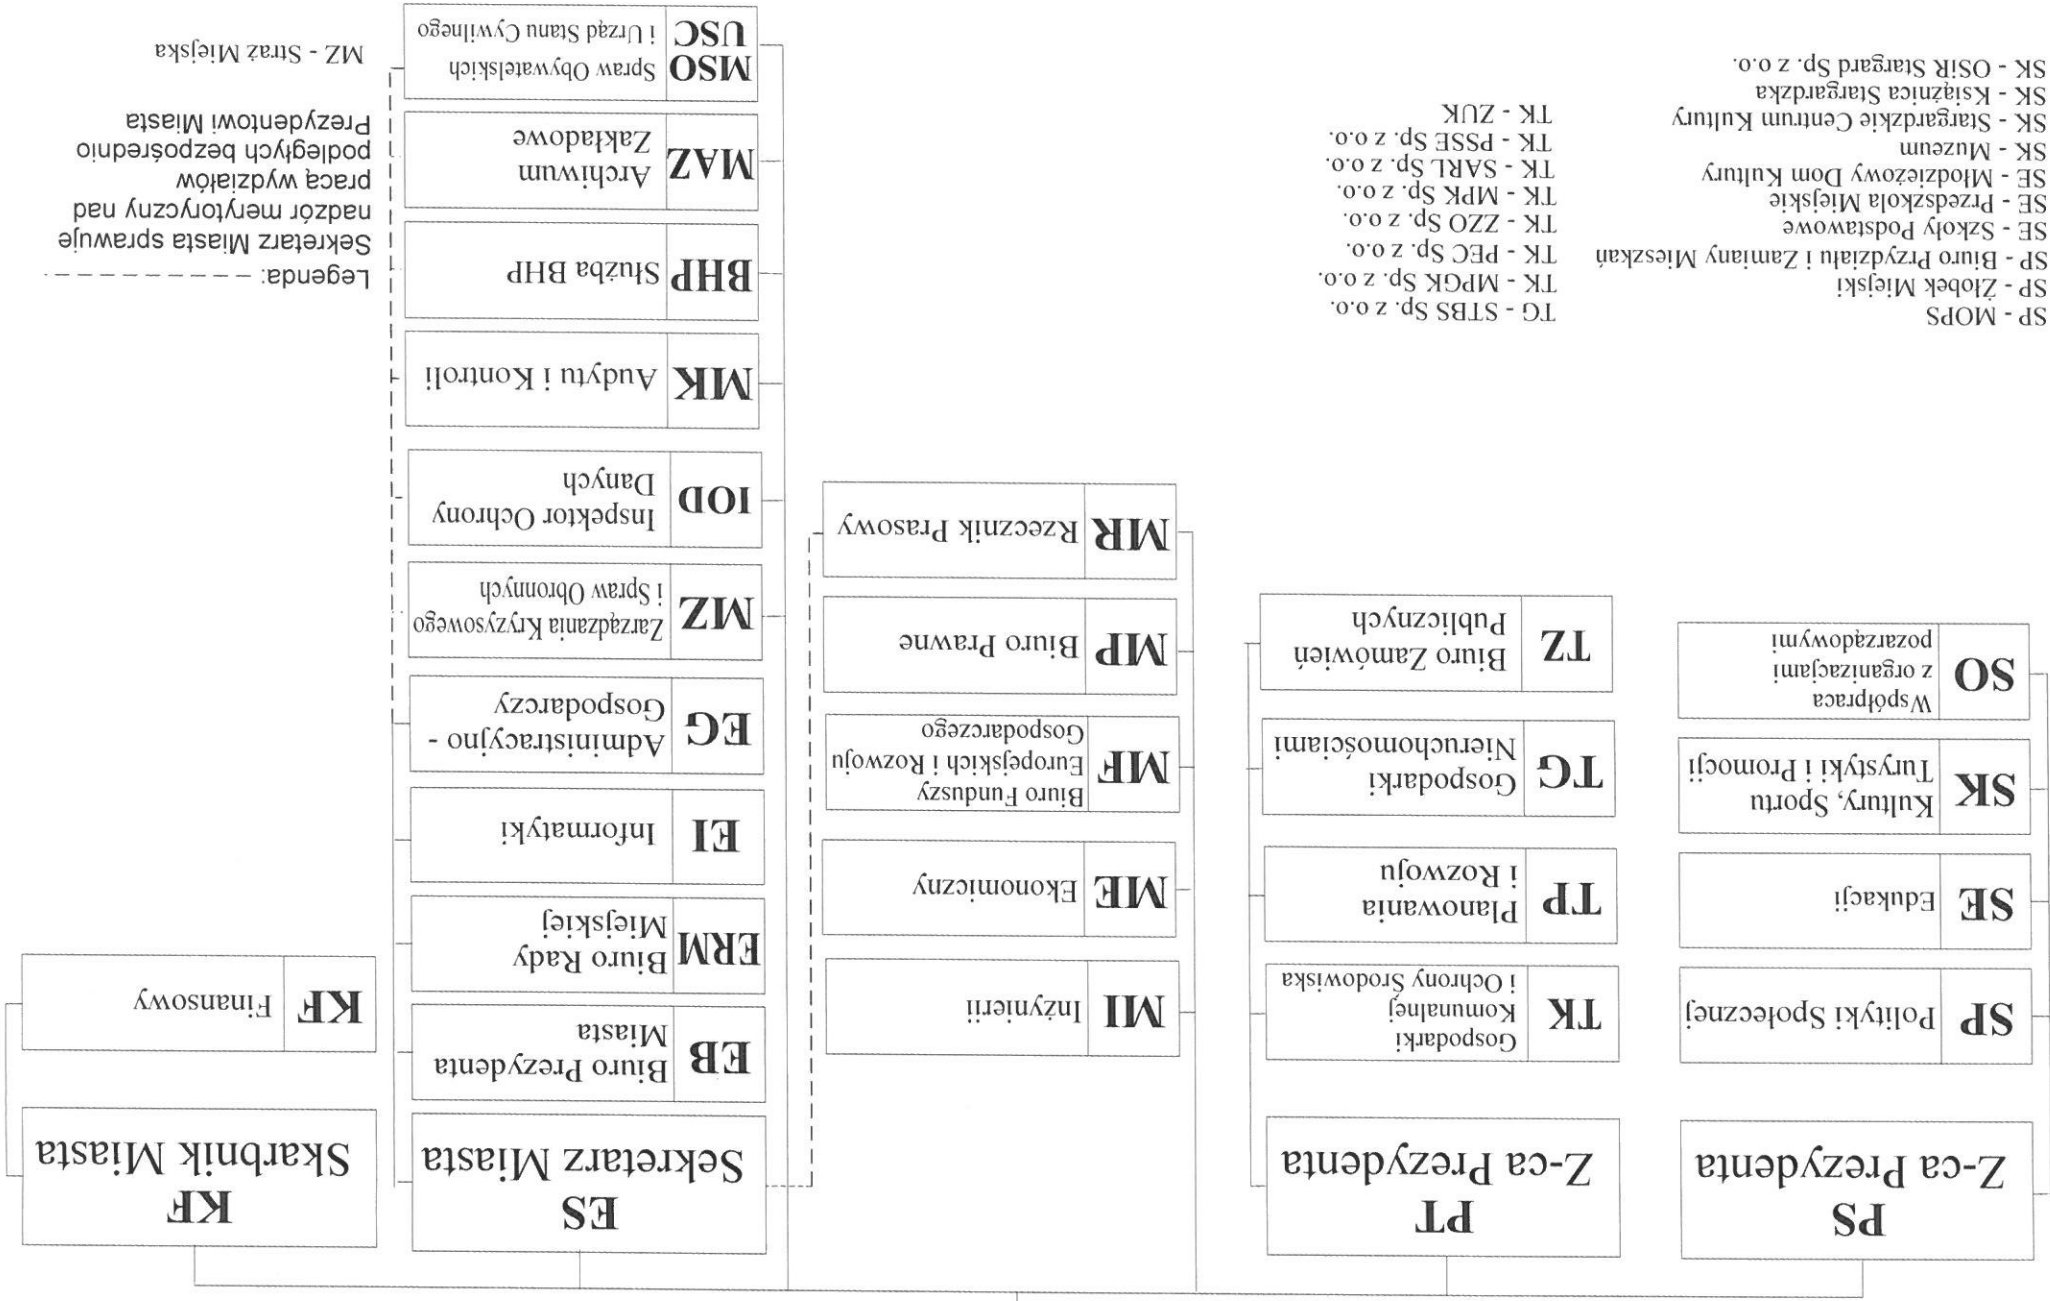 PS
Z-ca Prezydenta
SP
Polityki Społecznej
SE
Edukacji
SK
Kultury, Sportu
Turystyki i Promocji
SO
Współpraca
z organizacjami
pozarządowymi
PT
Z-ca Prezydenta
TK
Gospodarki
Komunalnej
i Ochrony Środowiska
TP
Planowania
i Rozwoju
TG
Gospodarki
Nieruchomościami
TZ
Biuro Zamówień
Publicznych
MI
Inżynierii
ME
Ekonomiczny
MF
Biuro Funduszy
Europejskich i Rozwoju
Gospodarczego
MP
Biuro Prawne
MR
Rzecznik Prasowy
ES
Sekretarz Miasta
EB
Biuro Prezydenta
Miasta
ERM
Biuro Rady
Miejskiej
EI
Informatyki
EG
Administracyjno -
Gospodarczy
MZ
Zarządzania Kryzysowego
i Spraw Obronnych
IOD
Inspektor Ochrony
Danych
MK
Audytu i Kontroli
BHP
Służba BHP
MAZ
Archiwum
Zakładowe
MSO
USC
Spraw Obywatelskich
i Urząd Stanu Cywilnego
KF
Skarbnik Miasta
KF
Finansowy
SP - MOPS
SP - Żłobek Miejski
SP - Biuro Przydziału i Zamiany Mieszkań
SE - Szkoły Podstawowe
SE - Przedszkola Miejskie
SE - Młodzieżowy Dom Kultury
SK - Muzeum
SK - Stargardzkie Centrum Kultury
SK - Książnica Stargardzka
SK - OSiR Stargard Sp. z o.o.
TG - STBS Sp. z o.o.
TK - MPGK Sp. z o.o.
TK - PEC Sp. z o.o.
TK - ZZO Sp. z o.o.
TK - MPK Sp. z o.o.
TK - SARL Sp. z o.o.
TK - PSSE Sp. z o.o.
TK - ZUK
Legenda: – – – – – – – – – – – –
Sekretarz Miasta sprawuje
nadzór merytoryczny nad
pracą wydziałów
podległych bezpośrednio
Prezydentowi Miasta
MZ - Straż Miejska